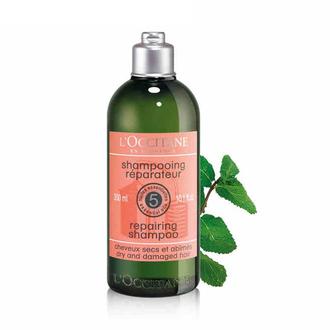 L'OCCITANE
EN PROVENCE
shampooing
réparateur
300 ml 5 10.1 fl.oz
repairing
shampoo
cheveux secs et abîmés
dry and damaged hair